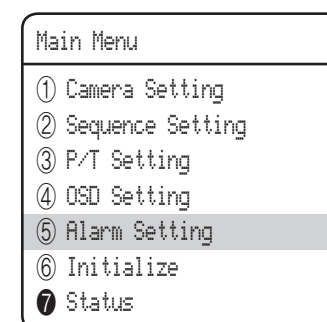 Main Menu
① Camera Setting
② Sequence Setting
③ P/T Setting
④ OSD Setting
⑤ Alarm Setting
⑥ Initialize
❼ Status